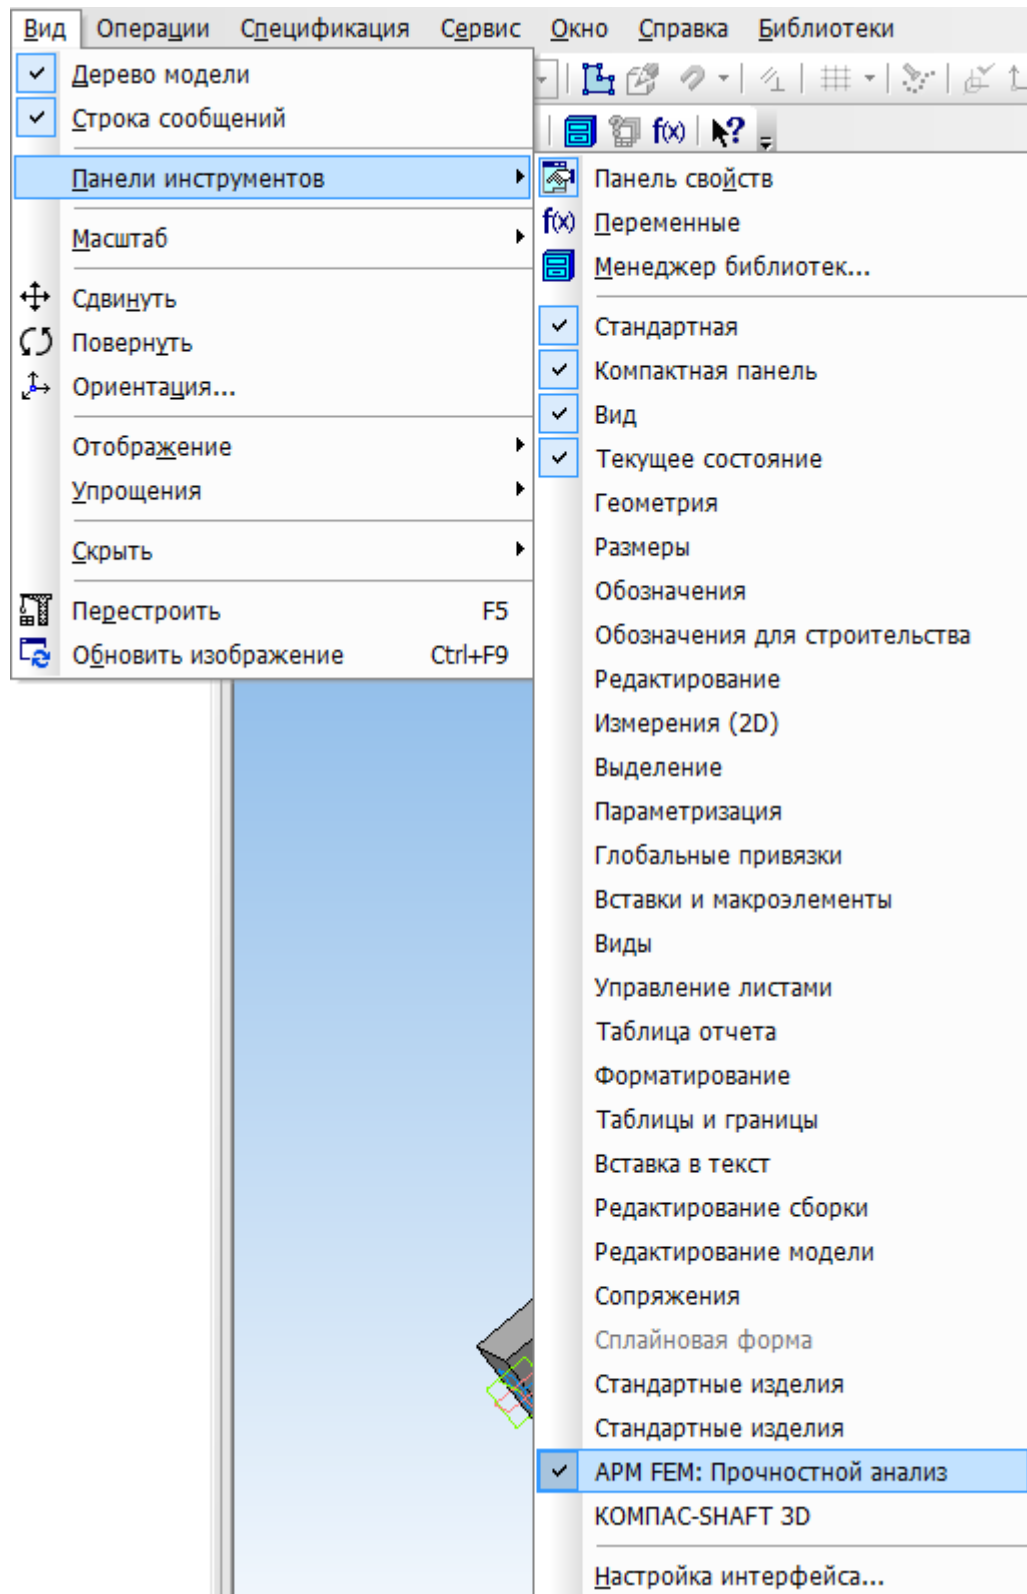 Вид Операции Спецификация Сервис Окно Справка Библиотеки
Дерево модели
Строка сообщений
f(x) ?
Панели инструментов
Масштаб
Сдвинуть
Повернуть
Ориентация...
Отображение
Упрощения
Скрыть
Перестроить F5
Обновить изображение Ctrl+F9
Панель свойств
f(x) Переменные
Менеджер библиотек...
Стандартная
Компактная панель
Вид
Текущее состояние
Геометрия
Размеры
Обозначения
Обозначения для строительства
Редактирование
Измерения (2D)
Выделение
Параметризация
Глобальные привязки
Вставки и макроэлементы
Виды
Управление листами
Таблица отчета
Форматирование
Таблицы и границы
Вставка в текст
Редактирование сборки
Редактирование модели
Сопряжения
Сплайновая форма
Стандартные изделия
Стандартные изделия
APM FEM: Прочностной анализ
КОМПАС-SHAFT 3D
Настройка интерфейса...